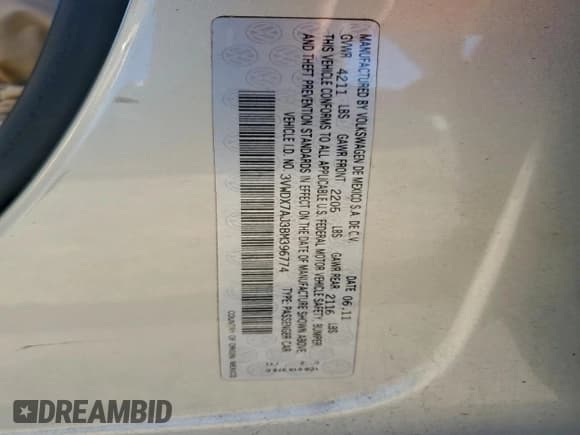 MANUFACTURED BY VOLKSWAGEN DE MEXICO S.A. DE C.V. DATE 06.11
GVWR 4211 LBS GAWR FRONT 2206 LBS GAWR REAR 2116 LBS
THIS VEHICLE CONFORMS TO ALL APPLICABLE U.S. FEDERAL MOTOR VEHICLE SAFETY, BUMPER,
AND THEFT PREVENTION STANDARDS IN EFFECT ON THE DATE OF MANUFACTURE SHOWN ABOVE.
VEHICLE I.D. NO. 3VWDX7AJ3BM396774 TYPE: PASSENGER CAR
COUNTRY OF ORIGIN MEXICO
DREAMBID